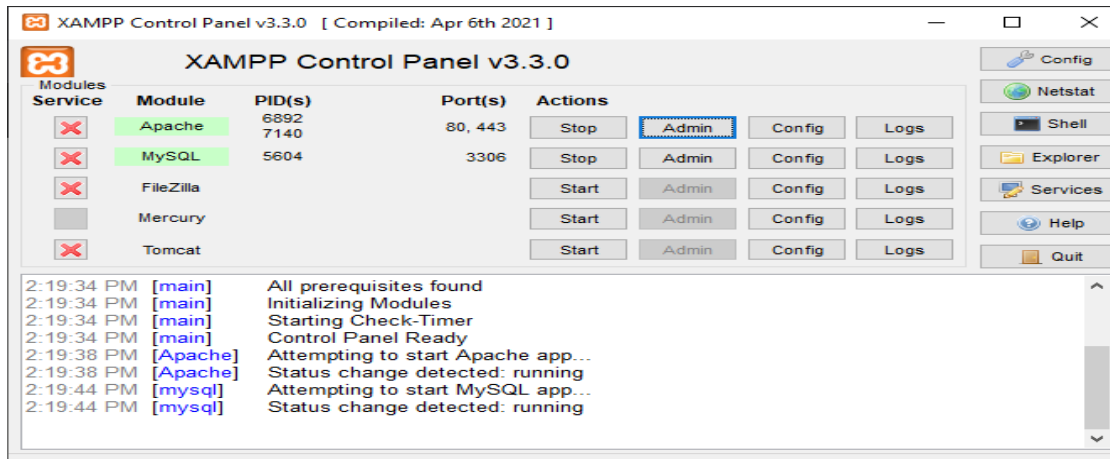 XAMPP Control Panel v3.3.0 [ Compiled: Apr 6th 2021 ]
XAMPP Control Panel v3.3.0
Config
Modules
Service Module PID(s) Port(s) Actions
Netstat
Apache 6892 7140 80, 443 Stop Admin Config Logs
Shell
MySQL 5604 3306 Stop Admin Config Logs
Explorer
FileZilla Start Admin Config Logs
Services
Mercury Start Admin Config Logs
Help
Tomcat Start Admin Config Logs
Quit
2:19:34 PM [main] All prerequisites found
2:19:34 PM [main] Initializing Modules
2:19:34 PM [main] Starting Check-Timer
2:19:34 PM [main] Control Panel Ready
2:19:38 PM [Apache] Attempting to start Apache app...
2:19:38 PM [Apache] Status change detected: running
2:19:44 PM [mysql] Attempting to start MySQL app...
2:19:44 PM [mysql] Status change detected: running